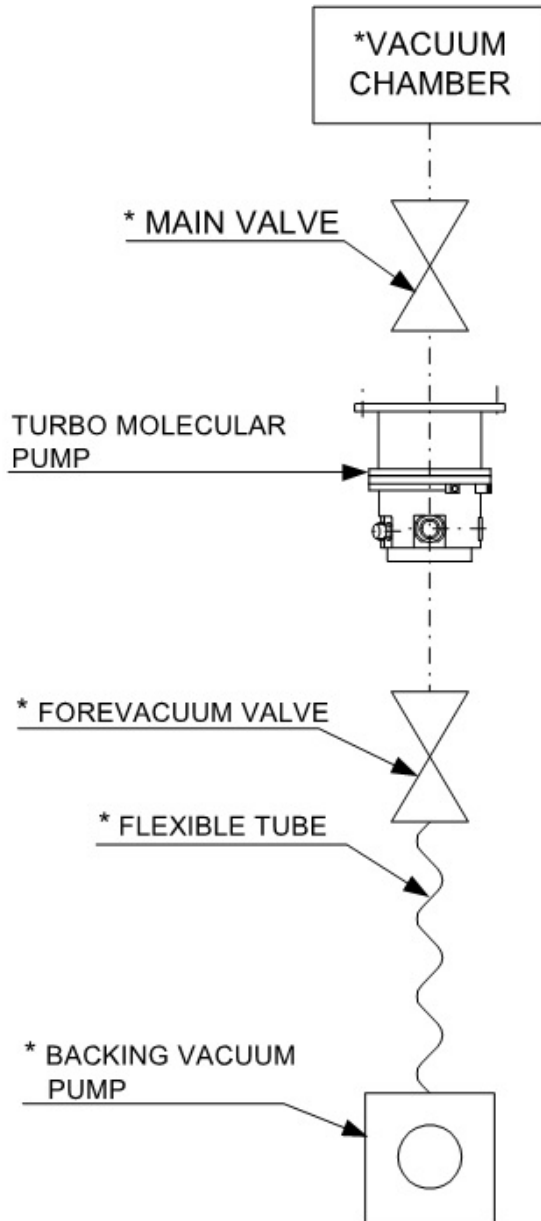 *VACUUM
CHAMBER
* MAIN VALVE
TURBO MOLECULAR
PUMP
* FOREVACUUM VALVE
* FLEXIBLE TUBE
* BACKING VACUUM
PUMP